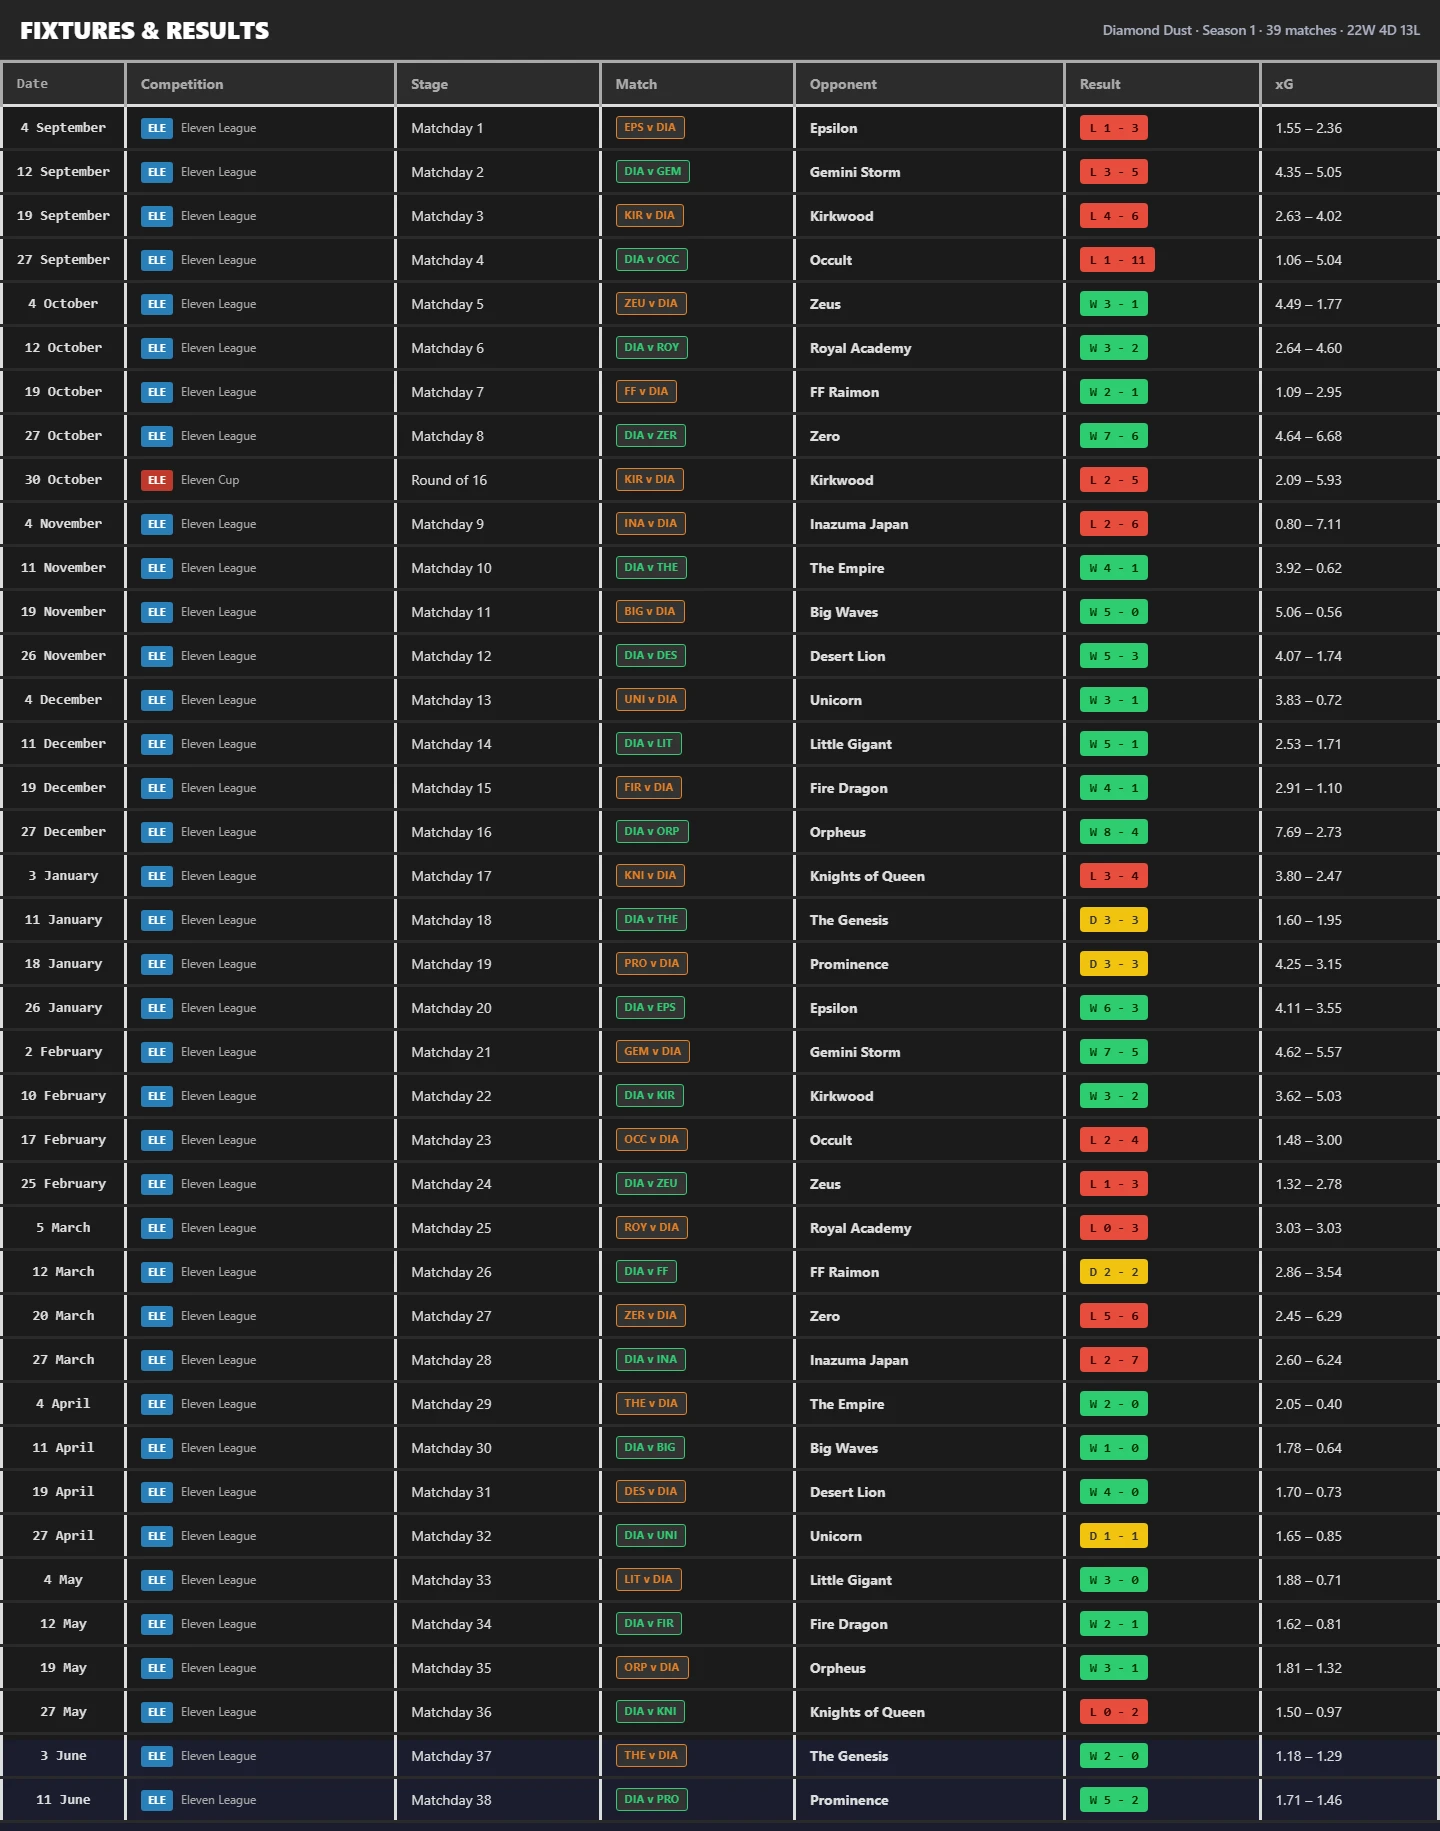 FIXTURES & RESULTS
Diamond Dust · Season 1 · 39 matches · 22W 4D 13L
Date Competition Stage Match Opponent Result xG
4 September ELE Eleven League Matchday 1 EPS v DIA Epsilon L 1 - 3 1.55 – 2.36
12 September ELE Eleven League Matchday 2 DIA v GEM Gemini Storm L 3 - 5 4.35 – 5.05
19 September ELE Eleven League Matchday 3 KIR v DIA Kirkwood L 4 - 6 2.63 – 4.02
27 September ELE Eleven League Matchday 4 DIA v OCC Occult L 1 - 11 1.06 – 5.04
4 October ELE Eleven League Matchday 5 ZEU v DIA Zeus W 3 - 1 4.49 – 1.77
12 October ELE Eleven League Matchday 6 DIA v ROY Royal Academy W 3 - 2 2.64 – 4.60
19 October ELE Eleven League Matchday 7 FF v DIA FF Raimon W 2 - 1 1.09 – 2.95
27 October ELE Eleven League Matchday 8 DIA v ZER Zero W 7 - 6 4.64 – 6.68
30 October ELE Eleven Cup Round of 16 KIR v DIA Kirkwood L 2 - 5 2.09 – 5.93
4 November ELE Eleven League Matchday 9 INA v DIA Inazuma Japan L 2 - 6 0.80 – 7.11
11 November ELE Eleven League Matchday 10 DIA v THE The Empire W 4 - 1 3.92 – 0.62
19 November ELE Eleven League Matchday 11 BIG v DIA Big Waves W 5 - 0 5.06 – 0.56
26 November ELE Eleven League Matchday 12 DIA v DES Desert Lion W 5 - 3 4.07 – 1.74
4 December ELE Eleven League Matchday 13 UNI v DIA Unicorn W 3 - 1 3.83 – 0.72
11 December ELE Eleven League Matchday 14 DIA v LIT Little Gigant W 5 - 1 2.53 – 1.71
19 December ELE Eleven League Matchday 15 FIR v DIA Fire Dragon W 4 - 1 2.91 – 1.10
27 December ELE Eleven League Matchday 16 DIA v ORP Orpheus W 8 - 4 7.69 – 2.73
3 January ELE Eleven League Matchday 17 KNI v DIA Knights of Queen L 3 - 4 3.80 – 2.47
11 January ELE Eleven League Matchday 18 DIA v THE The Genesis D 3 - 3 1.60 – 1.95
18 January ELE Eleven League Matchday 19 PRO v DIA Prominence D 3 - 3 4.25 – 3.15
26 January ELE Eleven League Matchday 20 DIA v EPS Epsilon W 6 - 3 4.11 – 3.55
2 February ELE Eleven League Matchday 21 GEM v DIA Gemini Storm W 7 - 5 4.62 – 5.57
10 February ELE Eleven League Matchday 22 DIA v KIR Kirkwood W 3 - 2 3.62 – 5.03
17 February ELE Eleven League Matchday 23 OCC v DIA Occult L 2 - 4 1.48 – 3.00
25 February ELE Eleven League Matchday 24 DIA v ZEU Zeus L 1 - 3 1.32 – 2.78
5 March ELE Eleven League Matchday 25 ROY v DIA Royal Academy L 0 - 3 3.03 – 3.03
12 March ELE Eleven League Matchday 26 DIA v FF FF Raimon D 2 - 2 2.86 – 3.54
20 March ELE Eleven League Matchday 27 ZER v DIA Zero L 5 - 6 2.45 – 6.29
27 March ELE Eleven League Matchday 28 DIA v INA Inazuma Japan L 2 - 7 2.60 – 6.24
4 April ELE Eleven League Matchday 29 THE v DIA The Empire W 2 - 0 2.05 – 0.40
11 April ELE Eleven League Matchday 30 DIA v BIG Big Waves W 1 - 0 1.78 – 0.64
19 April ELE Eleven League Matchday 31 DES v DIA Desert Lion W 4 - 0 1.70 – 0.73
27 April ELE Eleven League Matchday 32 DIA v UNI Unicorn D 1 - 1 1.65 – 0.85
4 May ELE Eleven League Matchday 33 LIT v DIA Little Gigant W 3 - 0 1.88 – 0.71
12 May ELE Eleven League Matchday 34 DIA v FIR Fire Dragon W 2 - 1 1.62 – 0.81
19 May ELE Eleven League Matchday 35 ORP v DIA Orpheus W 3 - 1 1.81 – 1.32
27 May ELE Eleven League Matchday 36 DIA v KNI Knights of Queen L 0 - 2 1.50 – 0.97
3 June ELE Eleven League Matchday 37 THE v DIA The Genesis W 2 - 0 1.18 – 1.29
11 June ELE Eleven League Matchday 38 DIA v PRO Prominence W 5 - 2 1.71 – 1.46